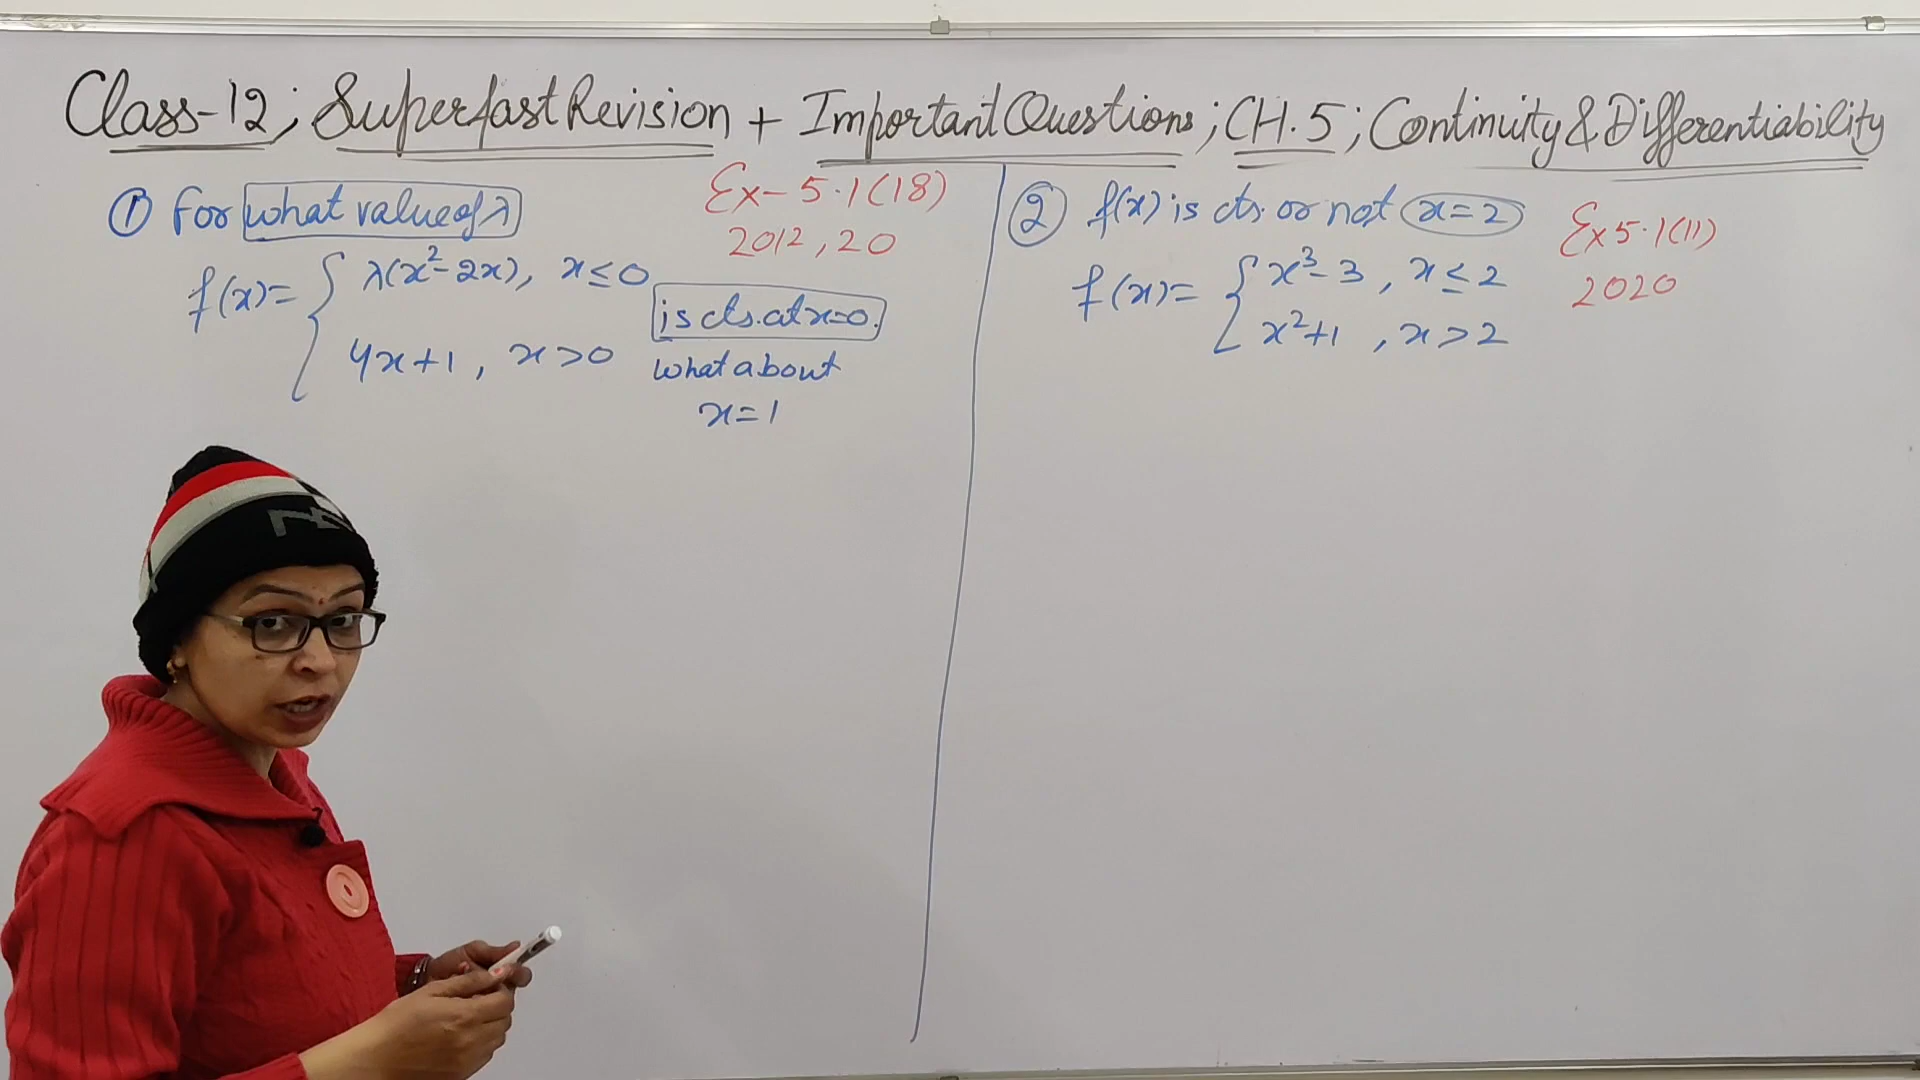 Class-12; Superfast Revision + Important Questions; CH.5; Continuity & Differentiability
① For what value of λ
Ex-5.1(18)
2012, 20
f(x)= { λ(x²-2x), x≤0
4x+1, x>0
is cts. at x=0.
what about
x=1
② f(x) is cts. or not x=2
Ex 5.1(11)
2020
f(x)= { x³-3, x≤2
x²+1, x>2